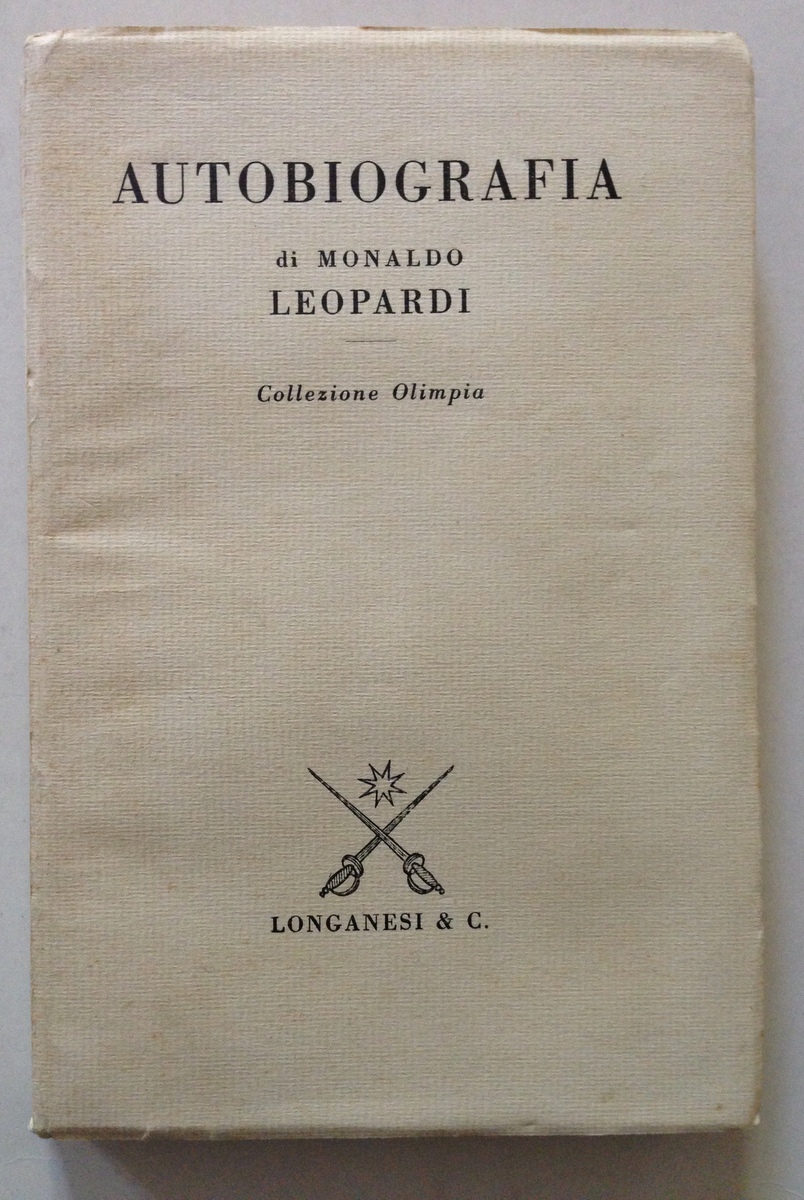 AUTOBIOGRAFIA
di MONALDO
LEOPARDI
Collezione Olimpia
LONGANESI & C.